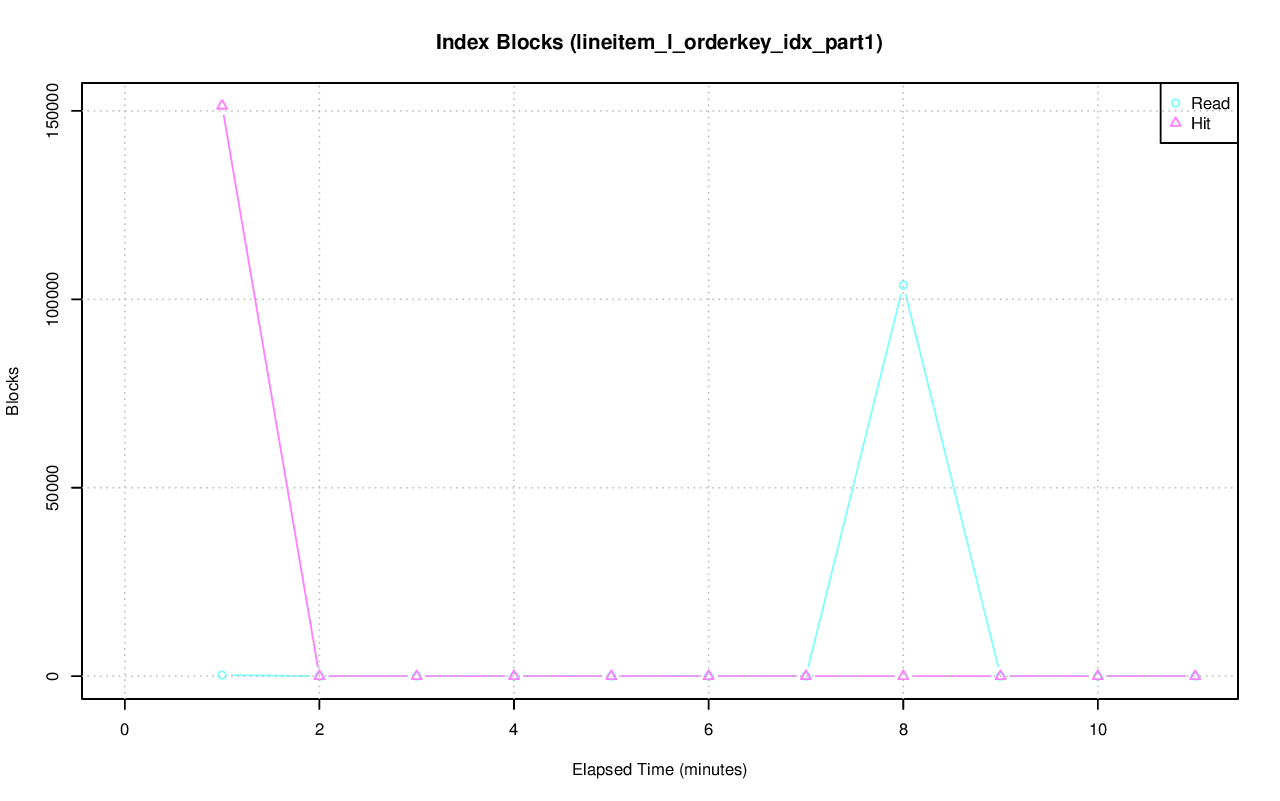 Index Blocks (lineitem_l_orderkey_idx_part1)
Read
Hit
150000
100000
50000
0
Blocks
0 2 4 6 8 10
Elapsed Time (minutes)